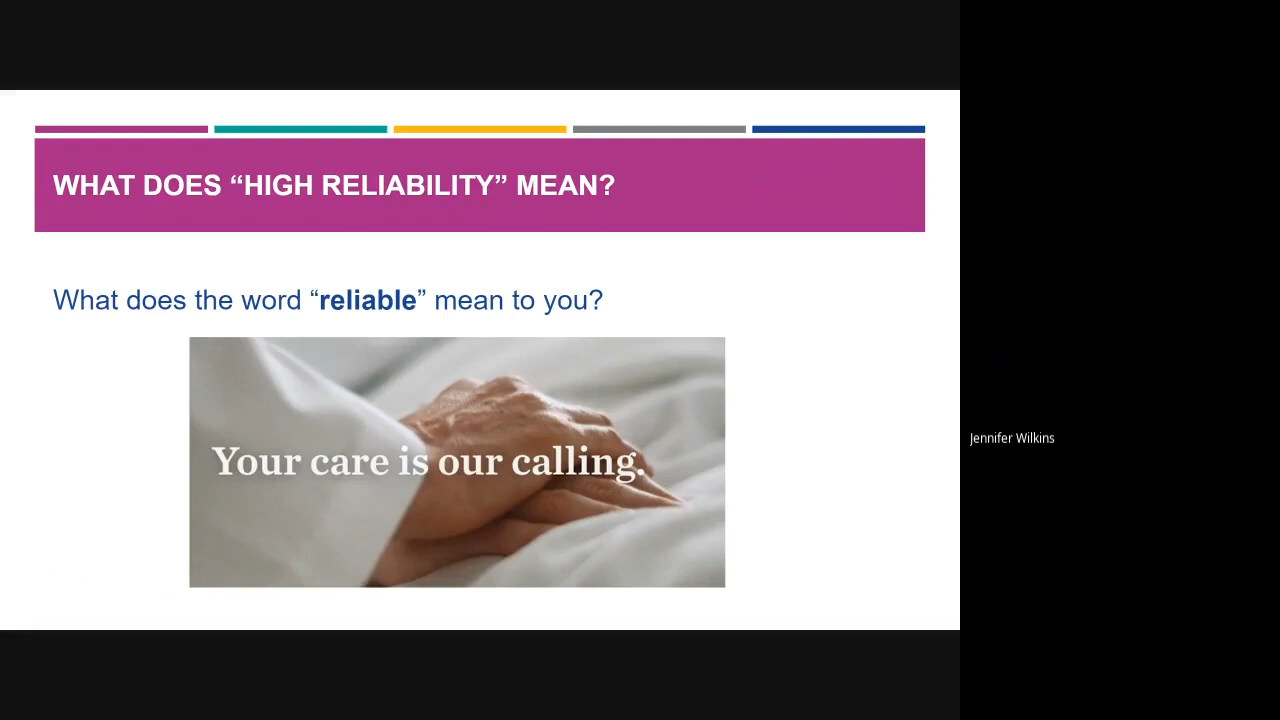 WHAT DOES “HIGH RELIABILITY” MEAN?
What does the word “reliable” mean to you?
Your care is our calling.
Jennifer Wilkins